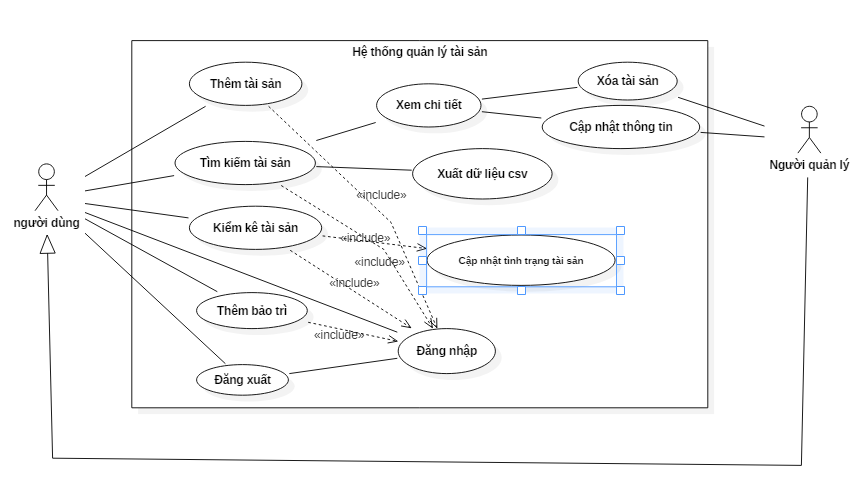 Hệ thống quản lý tài sản
Thêm tài sản
Xem chi tiết
Xóa tài sản
Cập nhật thông tin
Người quản lý
Tìm kiếm tài sản
Xuất dữ liệu csv
người dùng
«include»
Kiểm kê tài sản
«include»
«include»
Cập nhật tình trạng tài sản
«include»
Thêm bảo trì
«include»
Đăng nhập
Đăng xuất